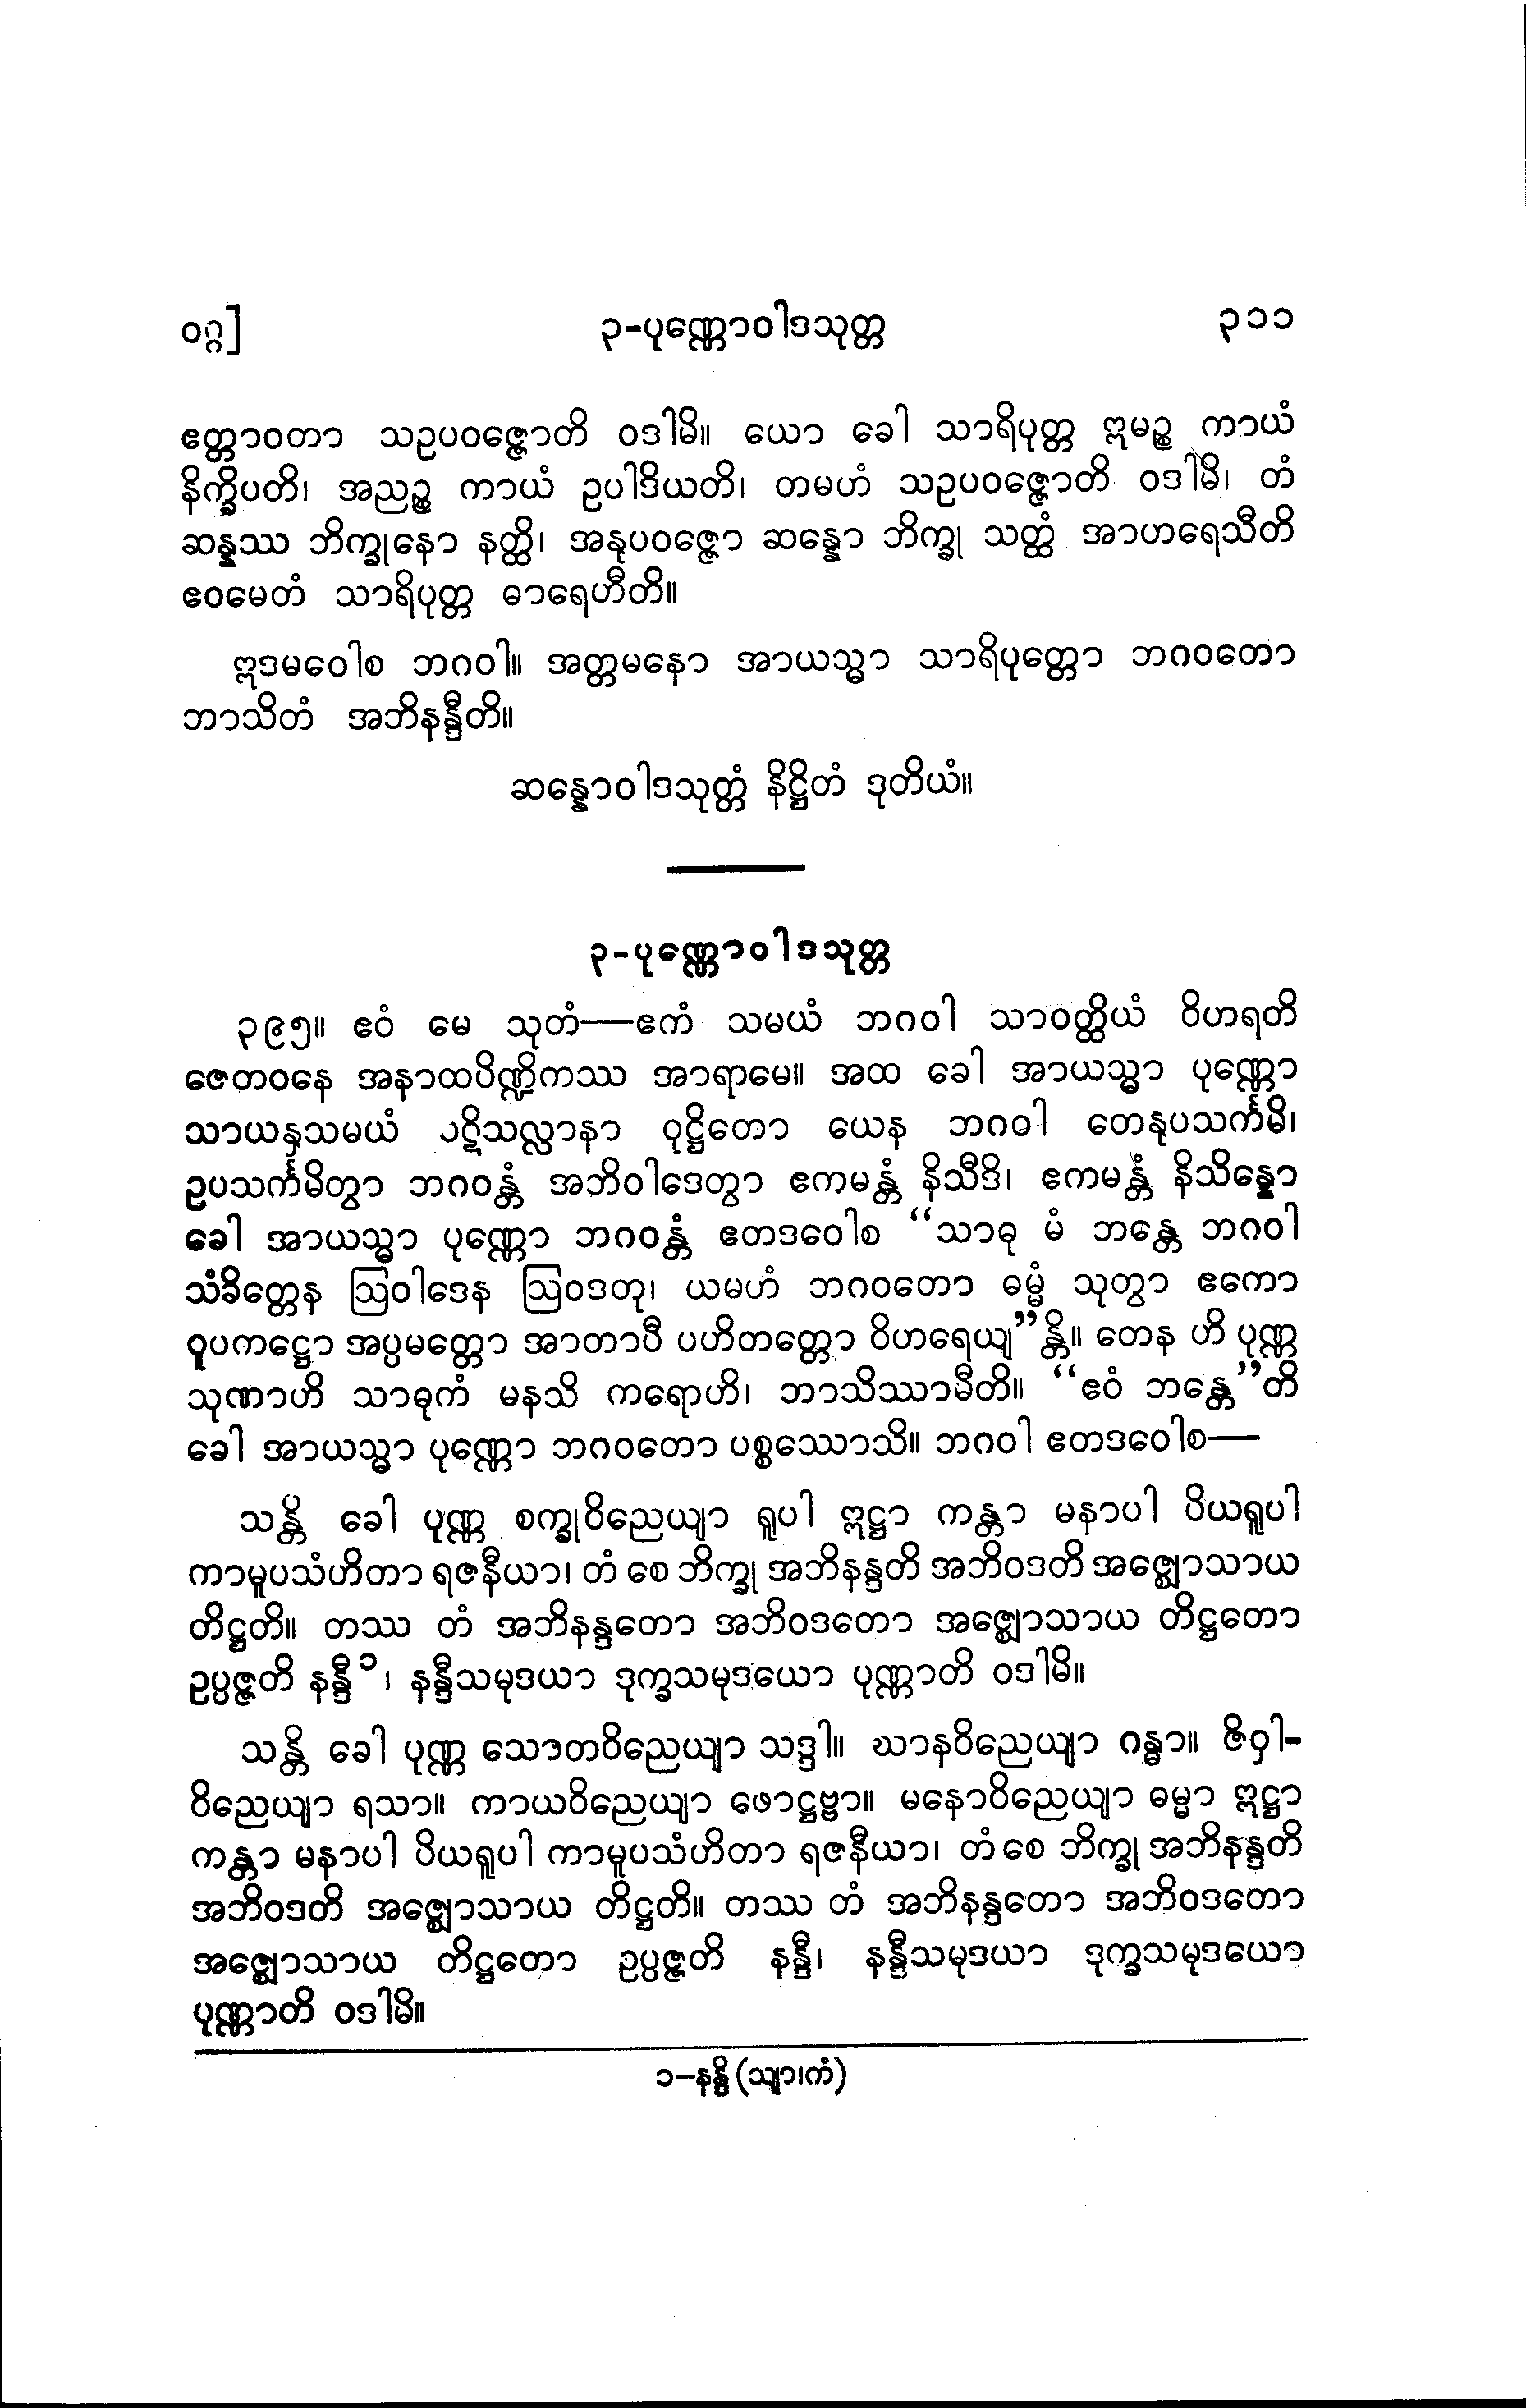 ဝဂ္ဂ]
၃-ပုဏ္ဏောဝါဒသုတ္တ
၃၁၁
ဧတ္တာဝတာ သဥပဝဇ္ဇောတိ ဝဒါမိ။ ယော ခေါ သာရိပုတ္တ ဣမဉ္စ ကာယံ
နိက္ခိပတိ၊ အညဉ္စ ကာယံ ဥပါဒိယတိ၊ တမဟံ သဥပဝဇ္ဇောတိ ဝဒါမိ၊ တံ
ဆန္နဿ ဘိက္ခုနော နတ္ထိ၊ အနုပဝဇ္ဇော ဆန္နော ဘိက္ခု သတ္ထံ အာဟရေသီတိ
ဧဝမေတံ သာရိပုတ္တ ဓာရေဟီတိ။
ဣဒမဝေါစ ဘဂဝါ။ အတ္တမနော အာယသ္မာ သာရိပုတ္တော ဘဂဝတော
ဘာသိတံ အဘိနန္ဒီတိ။
ဆန္နောဝါဒသုတ္တံ နိဋ္ဌိတံ ဒုတိယံ။
၃-ပုဏ္ဏောဝါဒသုတ္တ
၃၉၅။ ဧဝံ မေ သုတံ—ဧကံ သမယံ ဘဂဝါ သာဝတ္ထိယံ ဝိဟရတိ
ဇေတဝနေ အနာထပိဏ္ဍိကဿ အာရာမေ။ အထ ခေါ အာယသ္မာ ပုဏ္ဏော
သာယနှသမယံ ပဋိသလ္လာနာ ဝုဋ္ဌိတော ယေန ဘဂဝါ တေနုပသင်္ကမိ၊
ဥပသင်္ကမိတွာ ဘဂဝန္တံ အဘိဝါဒေတွာ ဧကမန္တံ နိသီဒိ၊ ဧကမန္တံ နိသိန္နော
ခေါ အာယသ္မာ ပုဏ္ဏော ဘဂဝန္တံ ဧတဒဝေါစ “သာဓု မံ ဘန္တေ ဘဂဝါ
သံခိတ္တေန ဩဝါဒေန ဩဝဒတု၊ ယမဟံ ဘဂဝတော ဓမ္မံ သုတွာ ဧကော
ဝူပကဋ္ဌော အပ္ပမတ္တော အာတာပီ ပဟိတတ္တော ဝိဟရေယျ”န္တိ။ တေန ဟိ ပုဏ္ဏ
သုဏာဟိ သာဓုကံ မနသိ ကရောဟိ၊ ဘာသိဿာမီတိ။ “ဧဝံ ဘန္တေ”တိ
ခေါ အာယသ္မာ ပုဏ္ဏော ဘဂဝတော ပစ္စဿောသိ။ ဘဂဝါ ဧတဒဝေါစ—
သန္တိ ခေါ ပုဏ္ဏ စက္ခုဝိညေယျာ ရူပါ ဣဋ္ဌာ ကန္တာ မနာပါ ပိယရူပါ
ကာမူပသံဟိတာ ရဇနီယာ၊ တံ စေ ဘိက္ခု အဘိနန္ဒတိ အဘိဝဒတိ အဇ္ဈောသာယ
တိဋ္ဌတိ။ တဿ တံ အဘိနန္ဒတော အဘိဝဒတော အဇ္ဈောသာယ တိဋ္ဌတော
ဥပ္ပဇ္ဇတိ နန္ဒီ၁၊ နန္ဒီသမုဒယာ ဒုက္ခသမုဒယော ပုဏ္ဏာတိ ဝဒါမိ။
သန္တိ ခေါ ပုဏ္ဏ သောတဝိညေယျာ သဒ္ဒါ။ ဃာနဝိညေယျာ ဂန္ဓာ။ ဇိဝှါ-
ဝိညေယျာ ရသာ။ ကာယဝိညေယျာ ဖောဋ္ဌဗ္ဗာ။ မနောဝိညေယျာ ဓမ္မာ ဣဋ္ဌာ
ကန္တာ မနာပါ ပိယရူပါ ကာမူပသံဟိတာ ရဇနီယာ၊ တံ စေ ဘိက္ခု အဘိနန္ဒတိ
အဘိဝဒတိ အဇ္ဈောသာယ တိဋ္ဌတိ။ တဿ တံ အဘိနန္ဒတော အဘိဝဒတော
အဇ္ဈောသာယ တိဋ္ဌတော ဥပ္ပဇ္ဇတိ နန္ဒီ၊ နန္ဒီသမုဒယာ ဒုက္ခသမုဒယော
ပုဏ္ဏာတိ ဝဒါမိ။
၁-နန္ဒိ (သျာ၊ကံ)